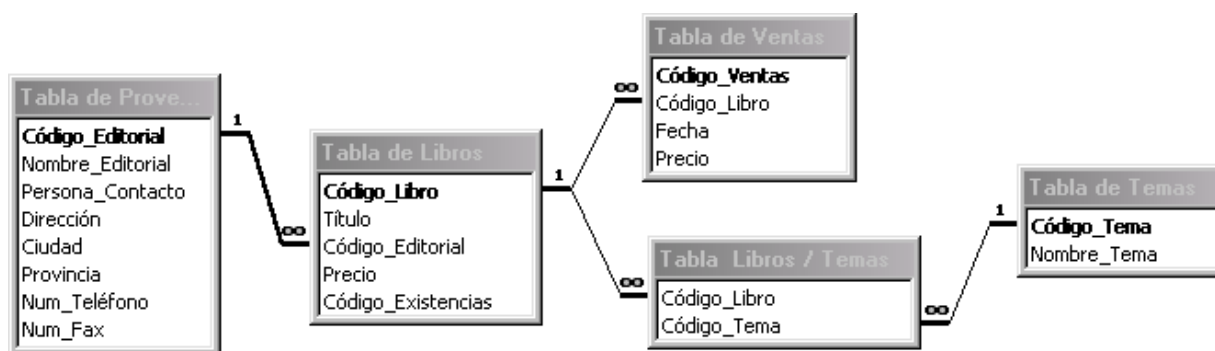 Tabla de Prove...
Código_Editorial
Nombre_Editorial
Persona_Contacto
Dirección
Ciudad
Provincia
Num_Teléfono
Num_Fax
1
∞
Tabla de Libros
Código_Libro
Título
Código_Editorial
Precio
Código_Existencias
1
∞
Tabla de Ventas
Código_Ventas
Código_Libro
Fecha
Precio
∞
Tabla Libros / Temas
Código_Libro
Código_Tema
∞
1
Tabla de Temas
Código_Tema
Nombre_Tema